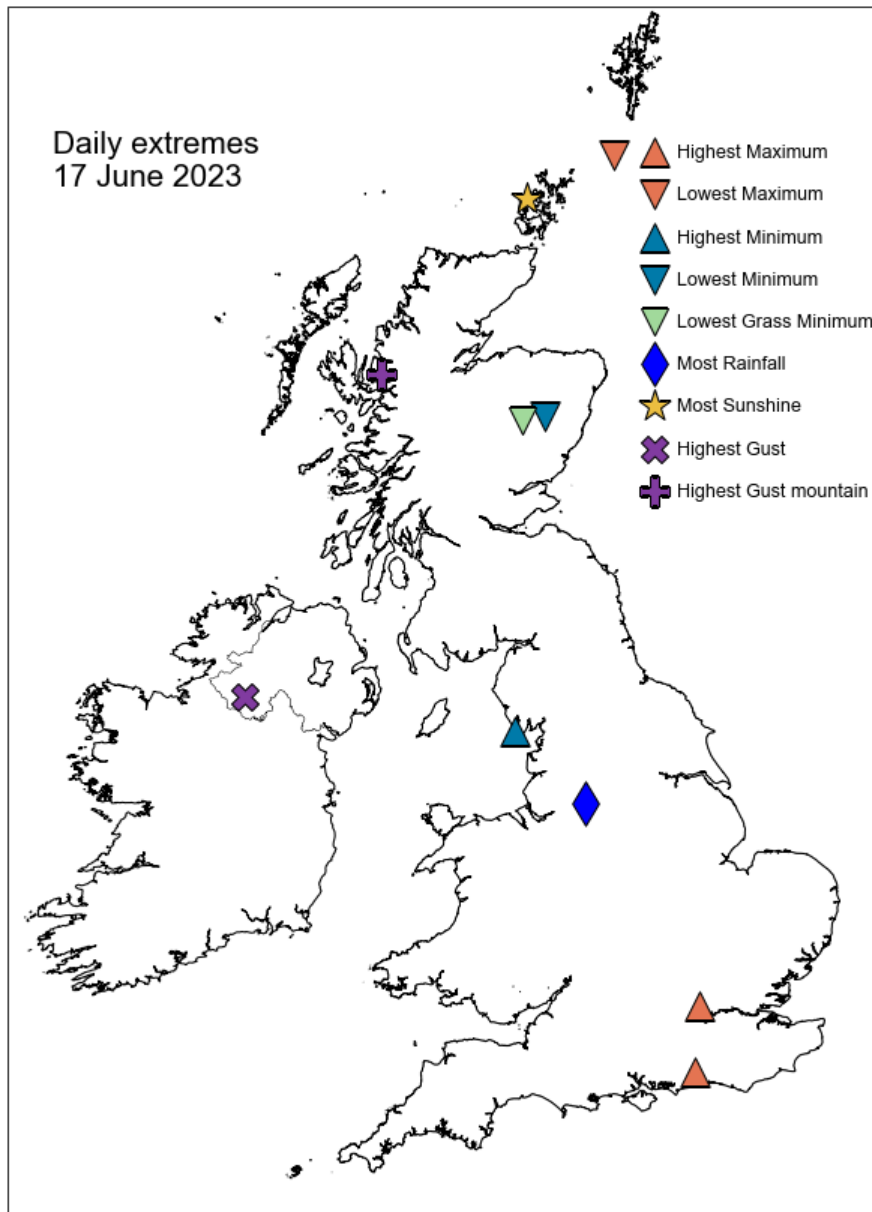 Daily extremes
17 June 2023
Highest Maximum
Lowest Maximum
Highest Minimum
Lowest Minimum
Lowest Grass Minimum
Most Rainfall
Most Sunshine
Highest Gust
Highest Gust mountain